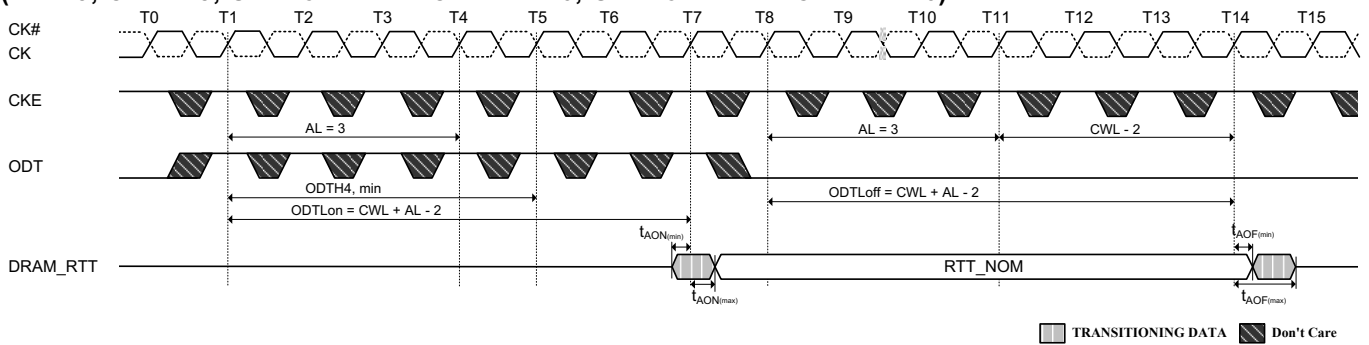 T0 T1 T2 T3 T4 T5 T6 T7 T8 T9 T10 T11 T12 T13 T14 T15
CK#
CK
CKE
AL = 3 AL = 3 CWL - 2
ODT
ODTH4, min ODTLoff = CWL + AL - 2
ODTLon = CWL + AL - 2
tAON(min) tAOF(min)
DRAM_RTT RTT_NOM
tAON(max) tAOF(max)
TRANSITIONING DATA Don't Care